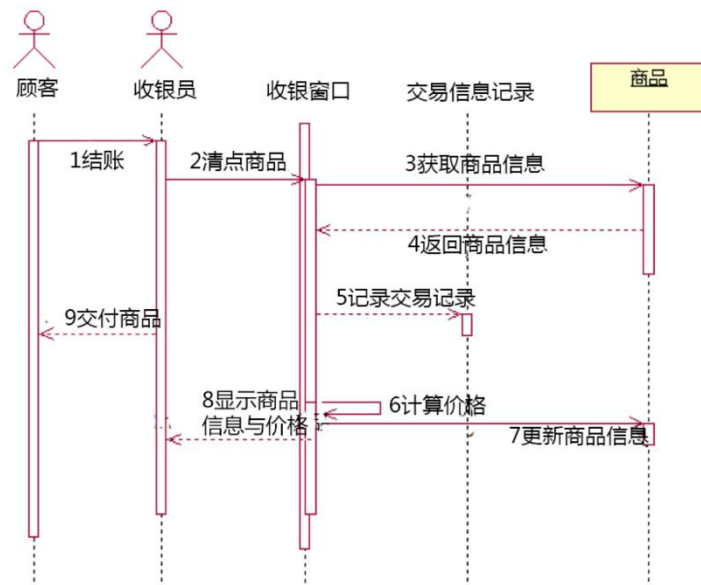 顾客
收银员
收银窗口
交易信息记录
商品
1结账
2清点商品
3获取商品信息
4返回商品信息
5记录交易记录
9交付商品
8显示商品
信息与价格
6计算价格
7更新商品信息